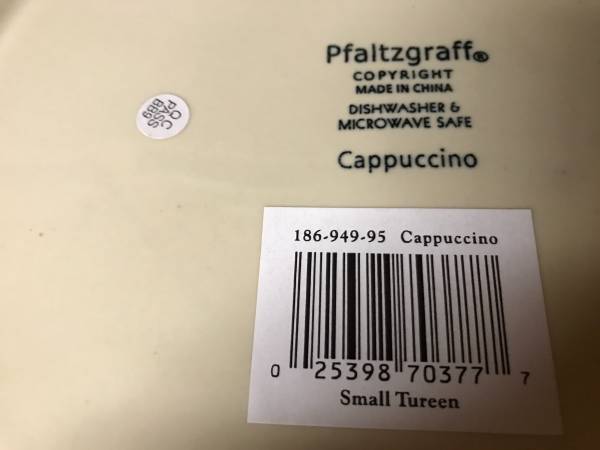 Pfaltzgraff®
COPYRIGHT
MADE IN CHINA
DISHWASHER &
MICROWAVE SAFE
Cappuccino
Q C
PASS
BB9
186-949-95 Cappuccino
0 25398 70377 7
Small Tureen